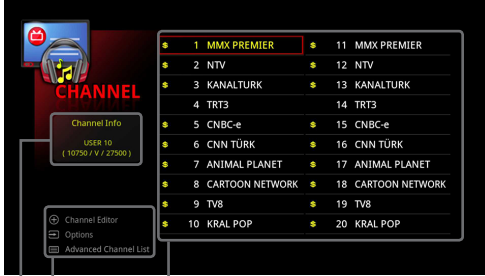 CHANNEL
Channel Info
USER 10
( 10750 / V / 27500 )
Channel Editor
Options
Advanced Channel List
$ 1 MMX PREMIER
$ 2 NTV
$ 3 KANALTURK
4 TRT3
$ 5 CNBC-e
$ 6 CNN TÜRK
$ 7 ANIMAL PLANET
$ 8 CARTOON NETWORK
$ 9 TV8
$ 10 KRAL POP
$ 11 MMX PREMIER
$ 12 NTV
$ 13 KANALTURK
14 TRT3
$ 15 CNBC-e
$ 16 CNN TÜRK
$ 17 ANIMAL PLANET
$ 18 CARTOON NETWORK
$ 19 TV8
$ 20 KRAL POP